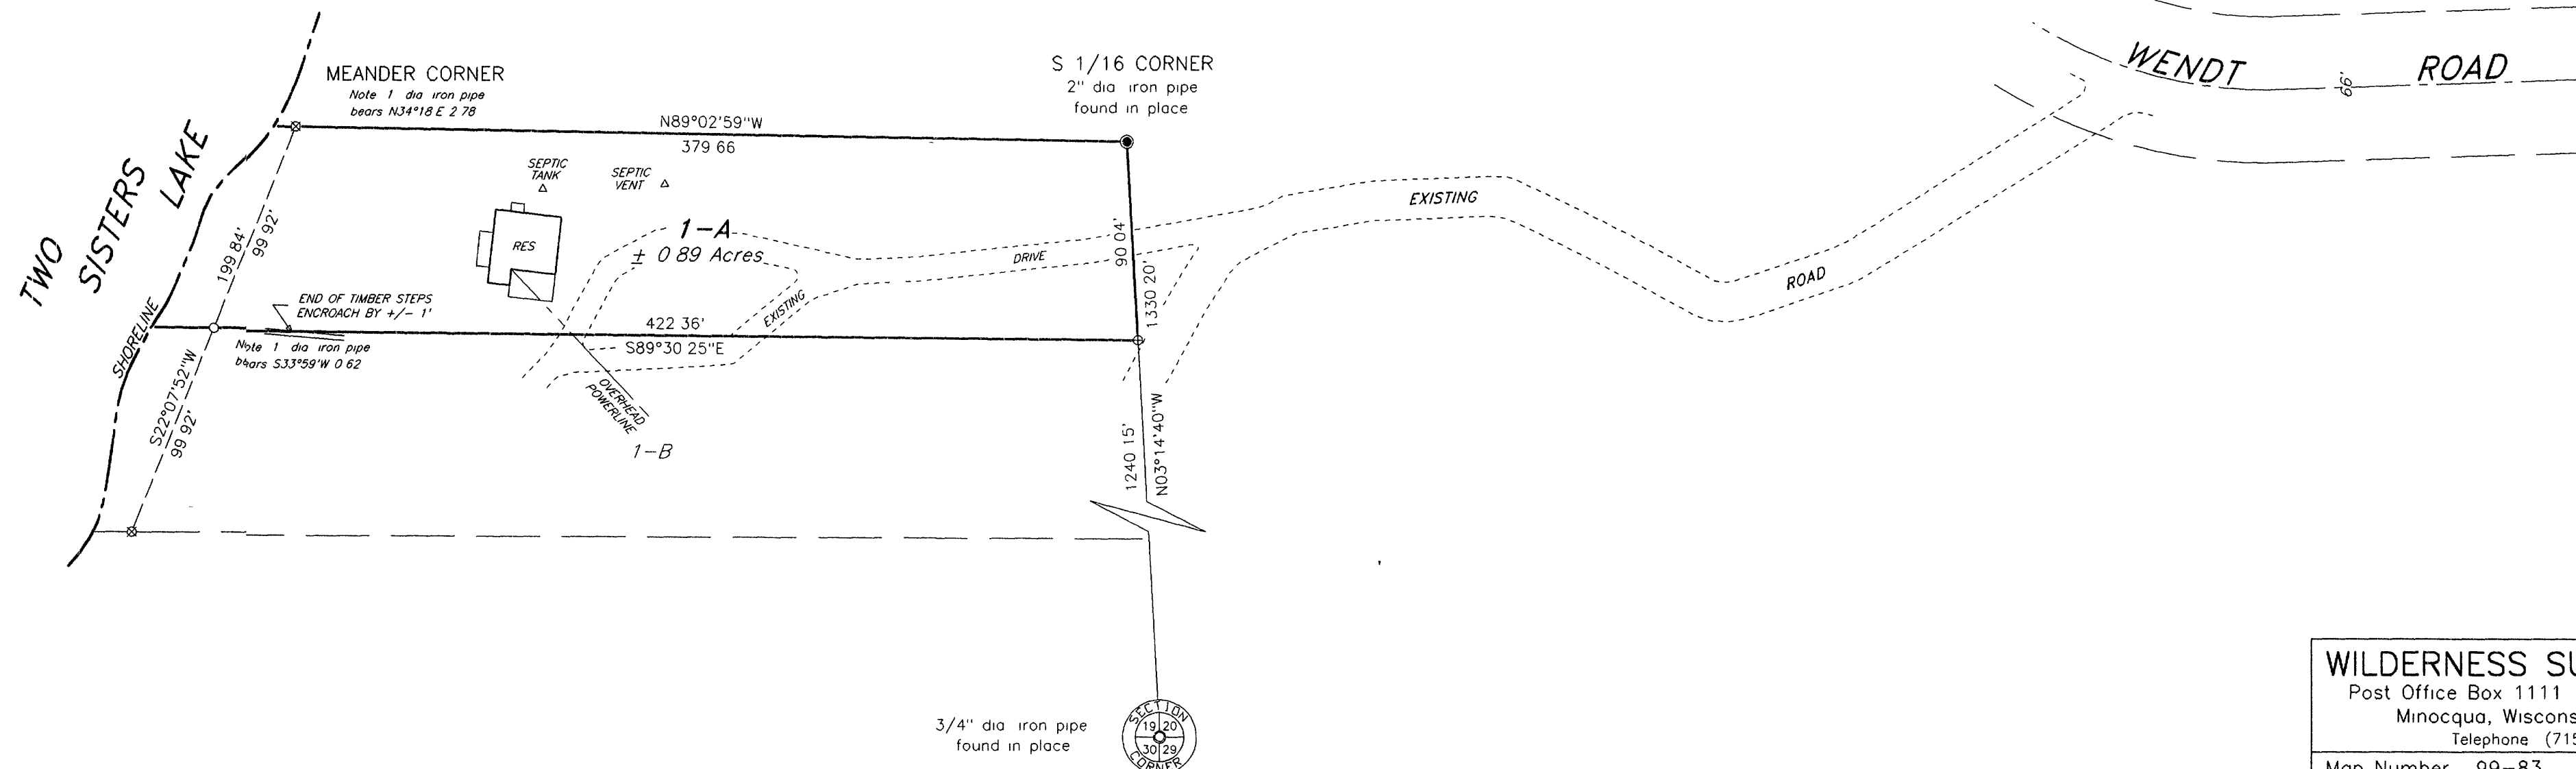 TWO
SISTERS
LAKE
MEANDER CORNER
Note 1 dia iron pipe
bears N34°18 E 2 78
S 1/16 CORNER
2" dia iron pipe
found in place
N89°02'59"W
379 66
SEPTIC
TANK
SEPTIC
VENT
RES
1-A
± 0 89 Acres
199 84'
99 92'
90 04'
1330 20'
DRIVE
EXISTING
EXISTING
ROAD
WENDT ROAD
66'
END OF TIMBER STEPS
ENCROACH BY +/- 1'
SHORELINE
422 36'
S89°30 25"E
Note 1 dia iron pipe
bears S33°59'W 0 62
S22°07'52"W
99 92'
OVERHEAD
POWERLINE
1-B
1240 15'
N03°14'40"W
3/4" dia iron pipe
found in place
SECTION
19 20
30 29
CORNER
WILDERNESS SU
Post Office Box 1111
Minocqua, Wiscons
Telephone (715
Map Number 99-83